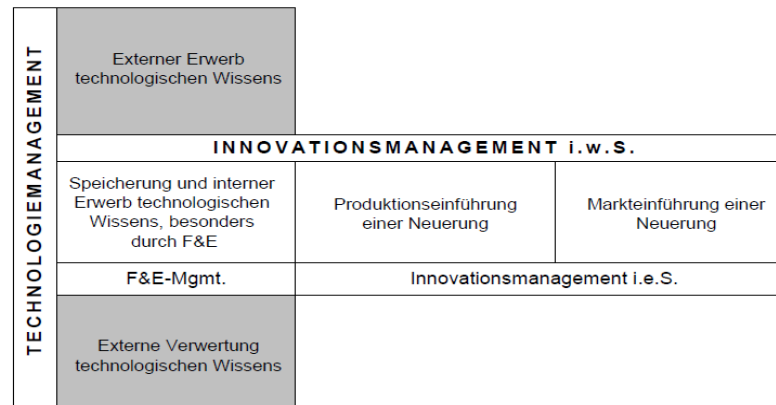 TECHNOLOGIEMANAGEMENT
Externer Erwerb
technologischen Wissens
INNOVATIONSMANAGEMENT i.w.S.
Speicherung und interner
Erwerb technologischen
Wissens, besonders
durch F&E
Produktionseinführung
einer Neuerung
Markteinführung einer
Neuerung
F&E-Mgmt.
Innovationsmanagement i.e.S.
Externe Verwertung
technologischen Wissens